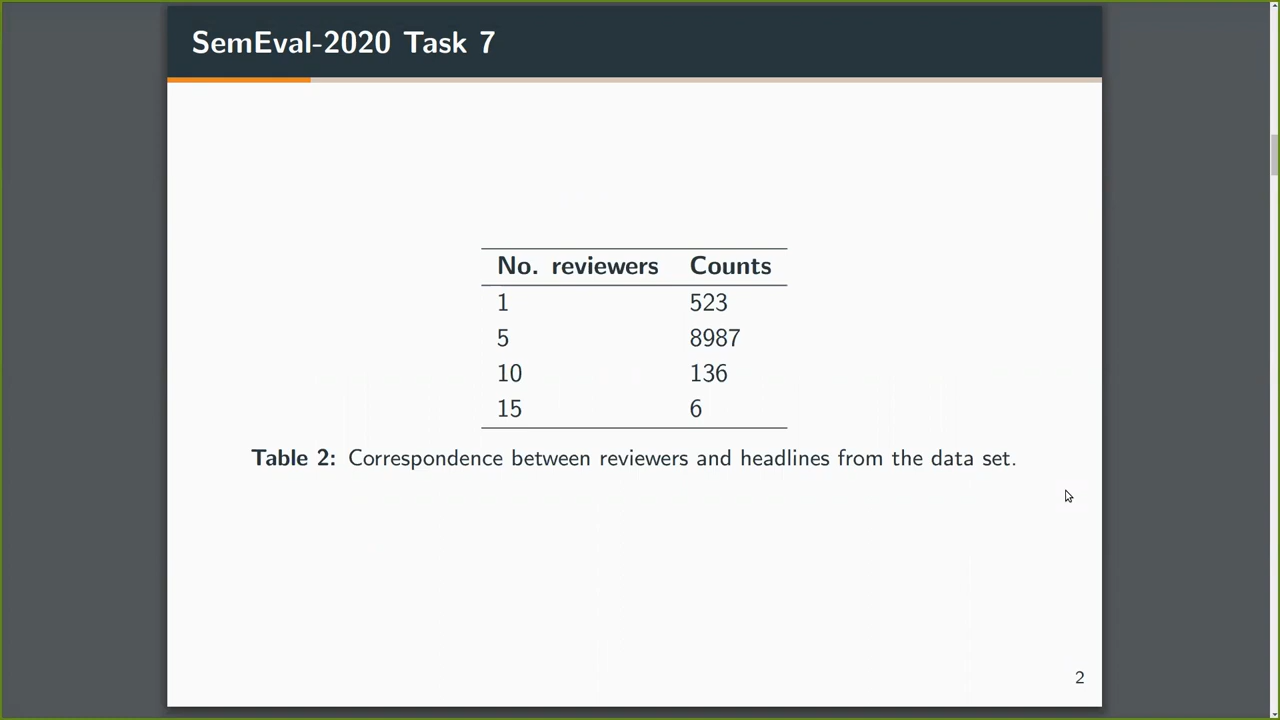 SemEval-2020 Task 7
No. reviewers Counts
1 523
5 8987
10 136
15 6
Table 2: Correspondence between reviewers and headlines from the data set.
2